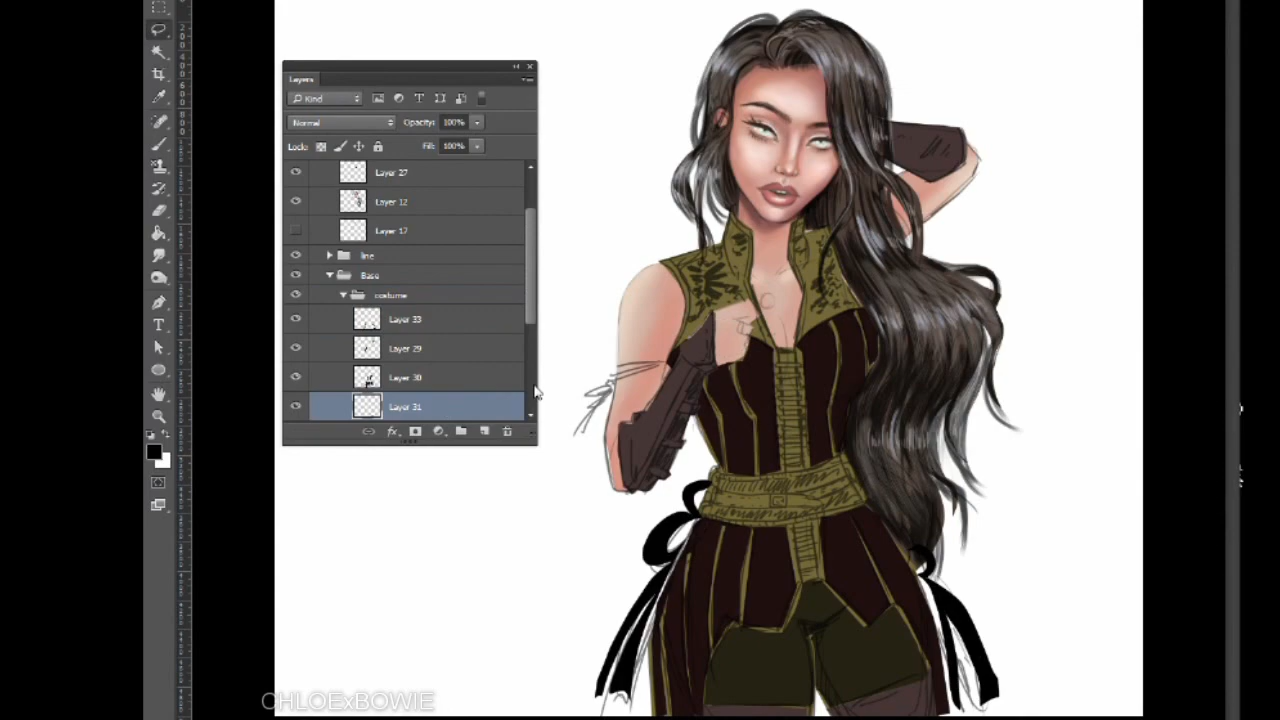 Layers
Kind
Normal
Opacity: 100%
Lock:
Fill: 100%
Layer 27
Layer 12
Layer 17
line
Base
costume
Layer 33
Layer 29
Layer 30
Layer 31
CHLOExBOWIE